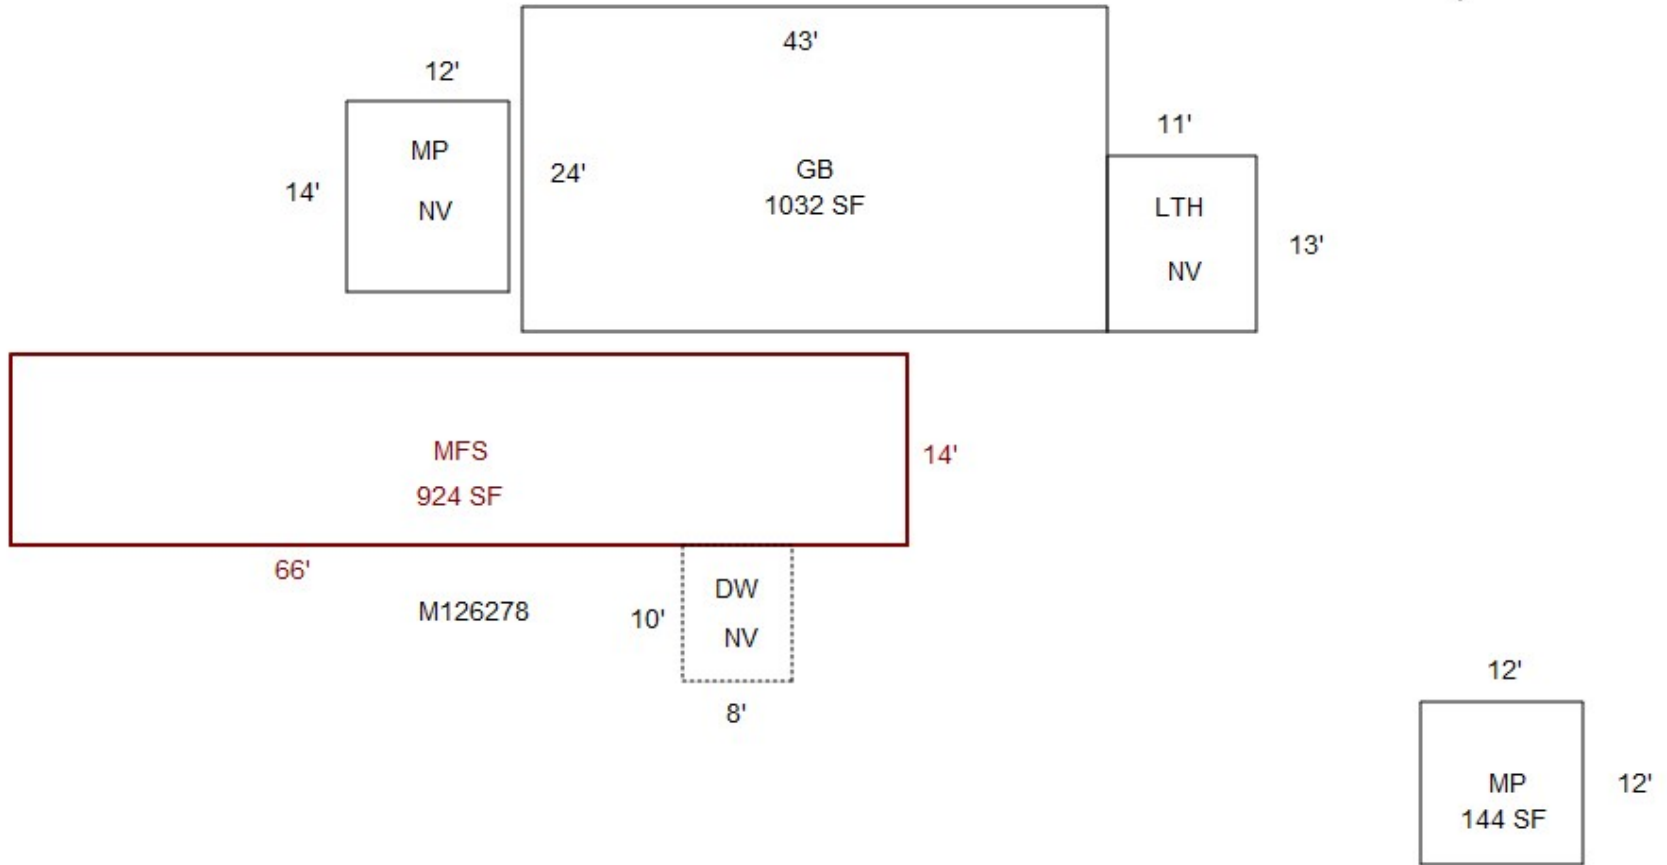 43'
12'
11'
MP
GB
14'
24'
1032 SF
NV
LTH
13'
NV
MFS
14'
924 SF
66'
DW
M126278
10'
NV
12'
8'
MP
12'
144 SF